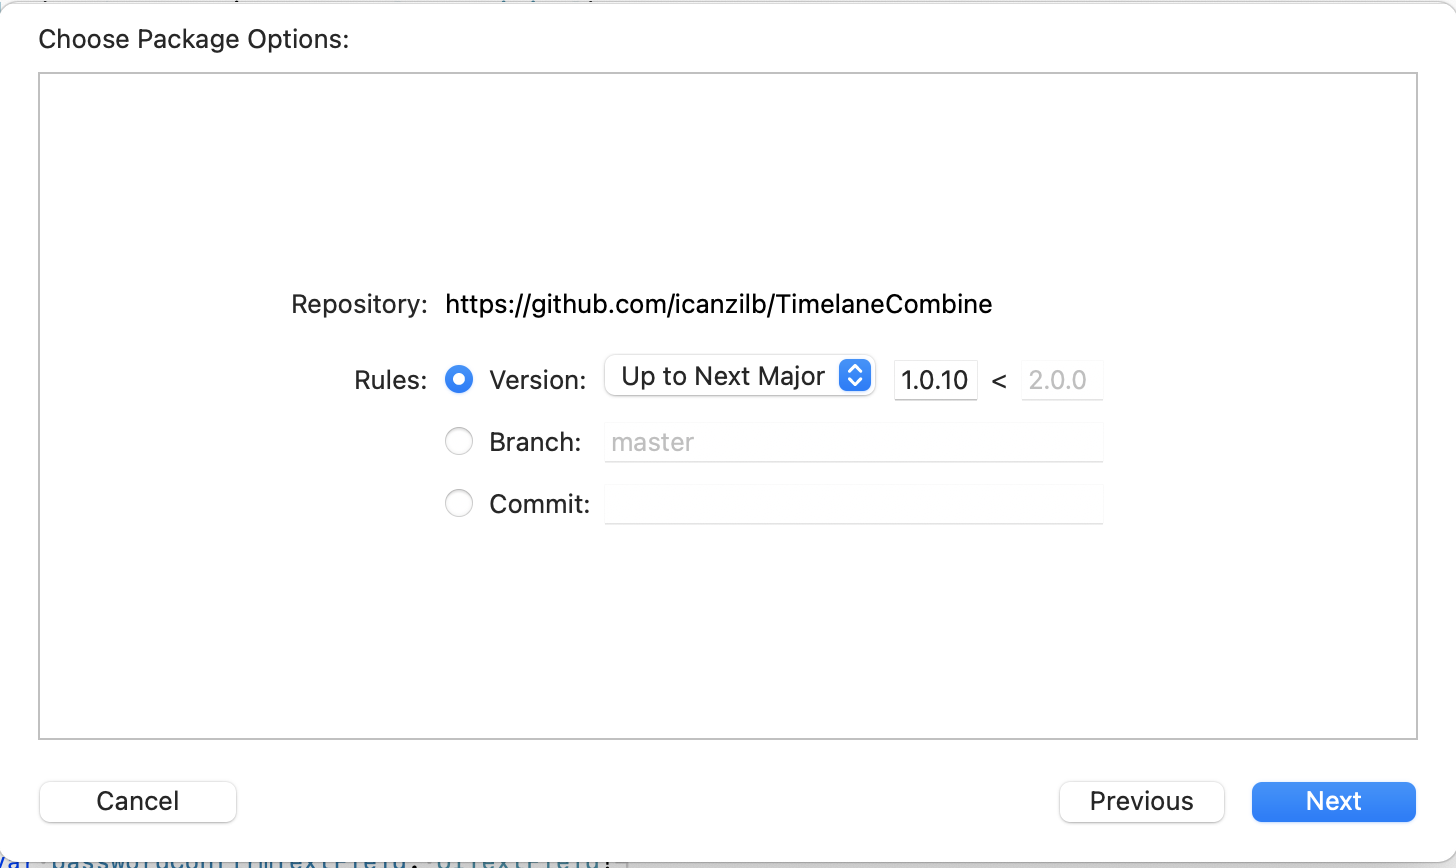 Choose Package Options:
Repository: https://github.com/icanzilb/TimelaneCombine
Rules: Version: Up to Next Major 1.0.10 < 2.0.0
Branch: master
Commit:
Cancel Previous Next